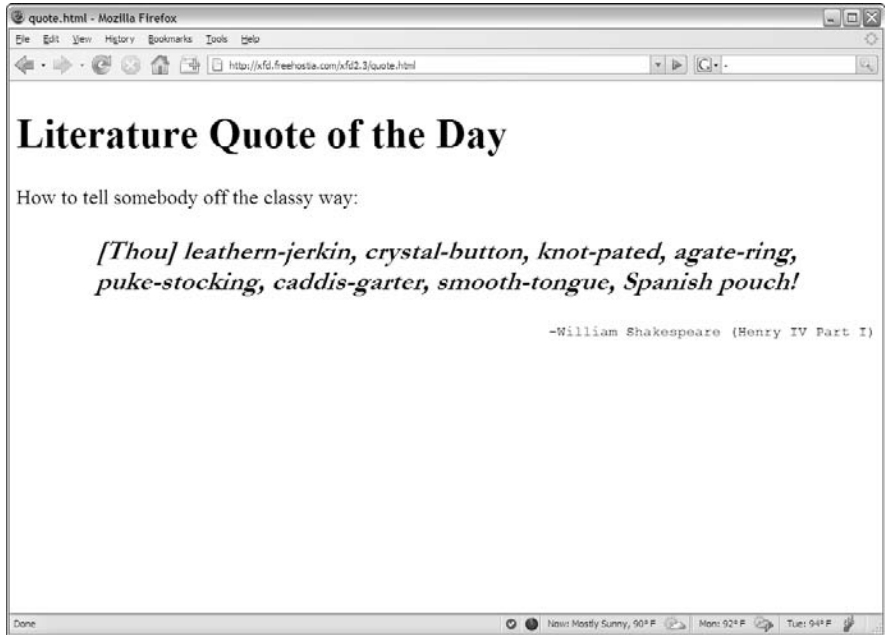 quote.html - Mozilla Firefox
File Edit View History Bookmarks Tools Help
http://xfd.freehostia.com/xfd2.3/quote.html
Literature Quote of the Day
How to tell somebody off the classy way:
[Thou] leathern-jerkin, crystal-button, knot-pated, agate-ring,
puke-stocking, caddis-garter, smooth-tongue, Spanish pouch!
-William Shakespeare (Henry IV Part I)
Done Now: Mostly Sunny, 90° F Mon: 92° F Tue: 94° F